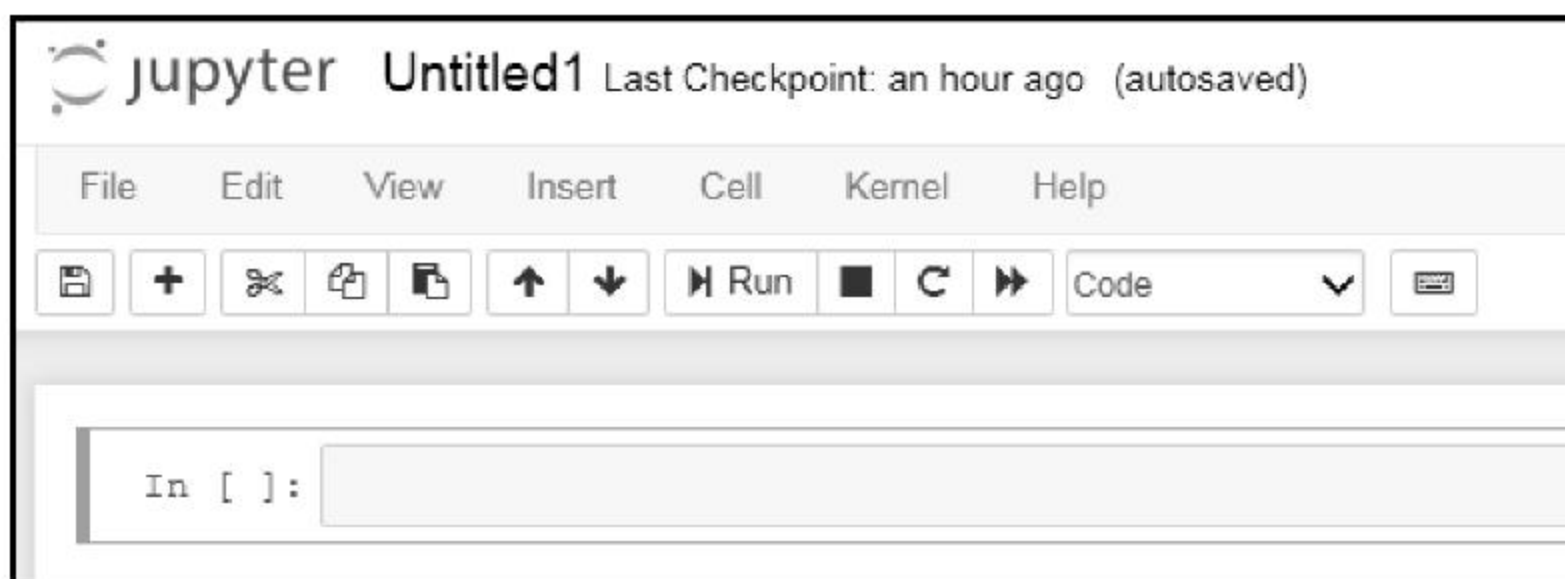 jupyter Untitled1 Last Checkpoint: an hour ago (autosaved)
File Edit View Insert Cell Kernel Help
Run Code
In [ ]: